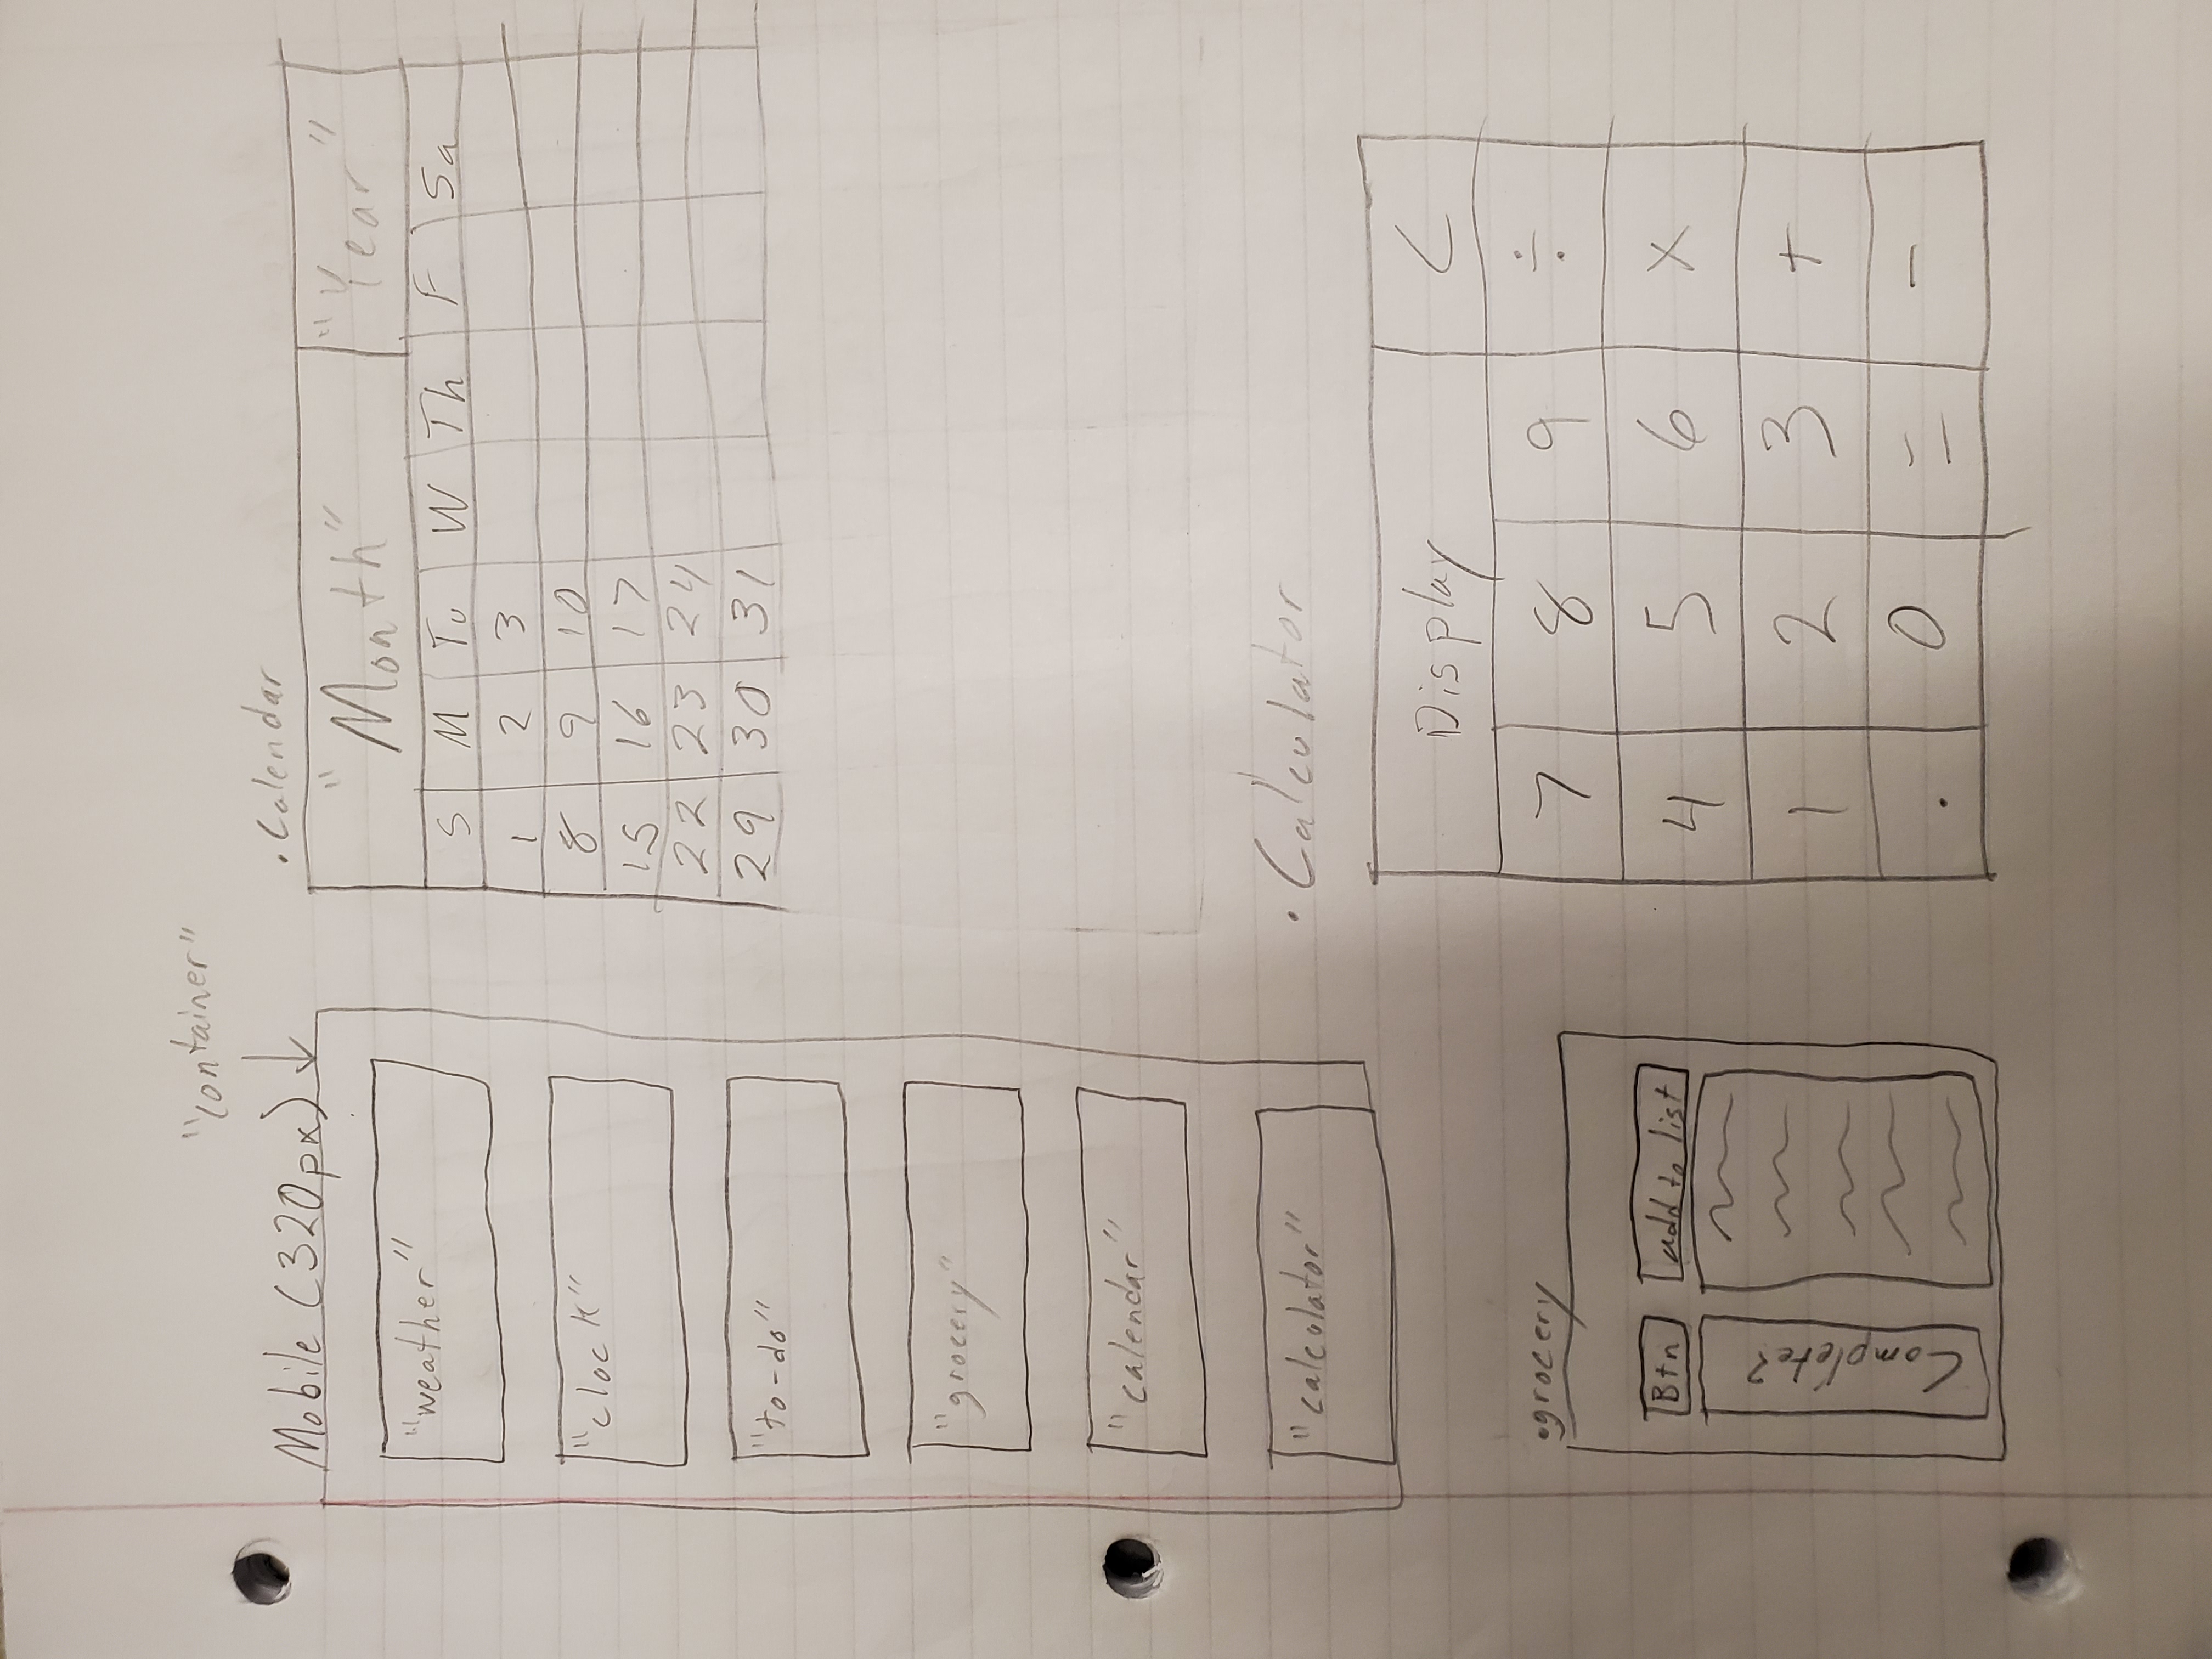 "container"
Mobile (320px)
"weather"
"clock"
"to-do"
"grocery"
"calendar"
"calculator"
.Calendar
"Month" "Year"
S M Tu W Th F Sa
1 2 3
8 9 10
15 16 17
22 23 24
29 30 31
.grocery
Btn add to list
Complete?
.Calculator
Display C
7 8 9 ÷
4 5 6 ×
1 2 3 +
. 0 = -